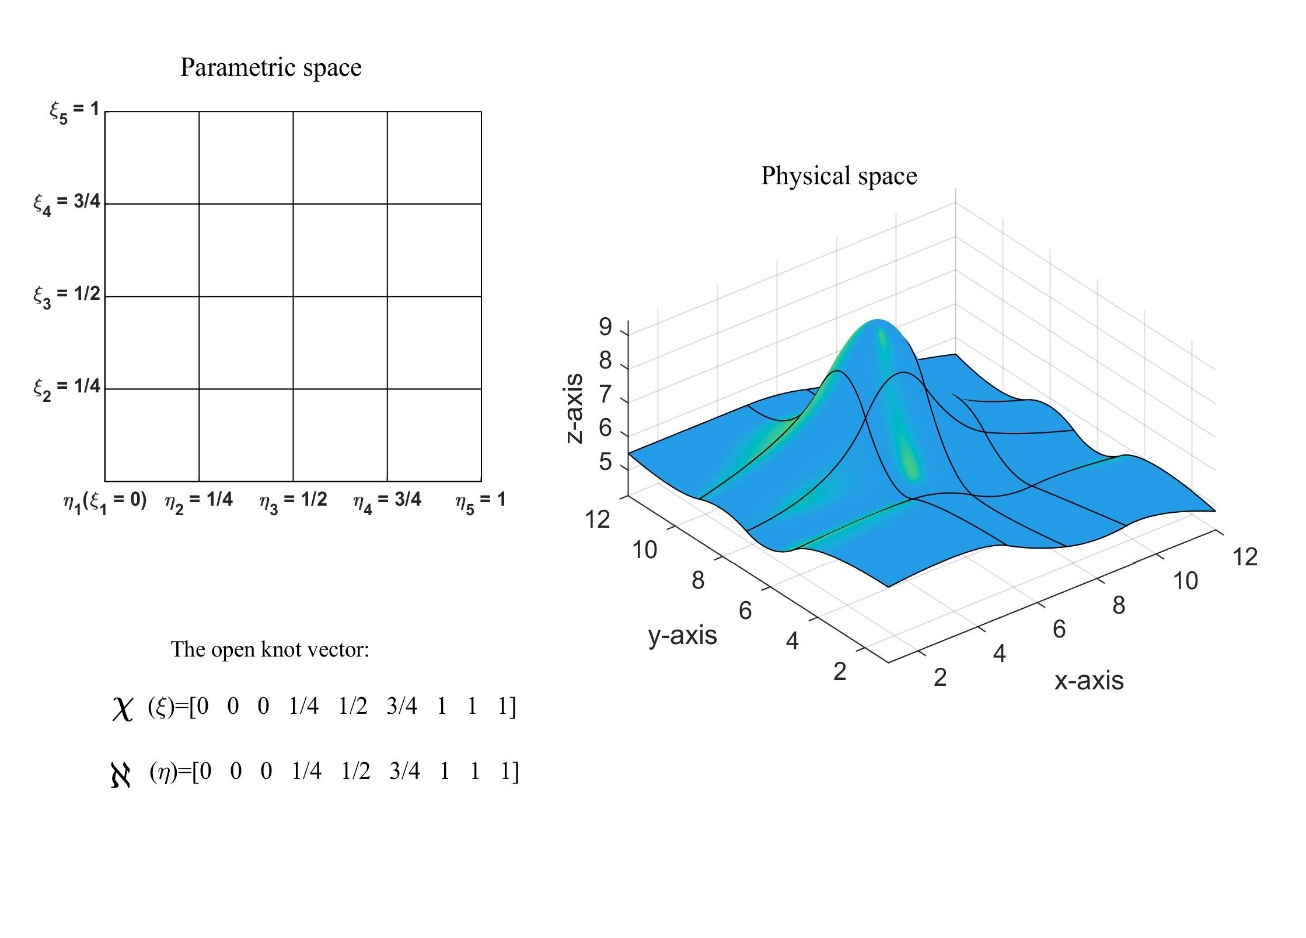 Parametric space
ξ5 = 1
ξ4 = 3/4
ξ3 = 1/2
ξ2 = 1/4
η1(ξ1 = 0) η2 = 1/4 η3 = 1/2 η4 = 3/4 η5 = 1
The open knot vector:
χ (ξ)=[0 0 0 1/4 1/2 3/4 1 1 1]
ℵ (η)=[0 0 0 1/4 1/2 3/4 1 1 1]
Physical space
9
8
7
6
5
z-axis
12
10
8
6
4
2
y-axis
2
4
6
8
10
12
x-axis